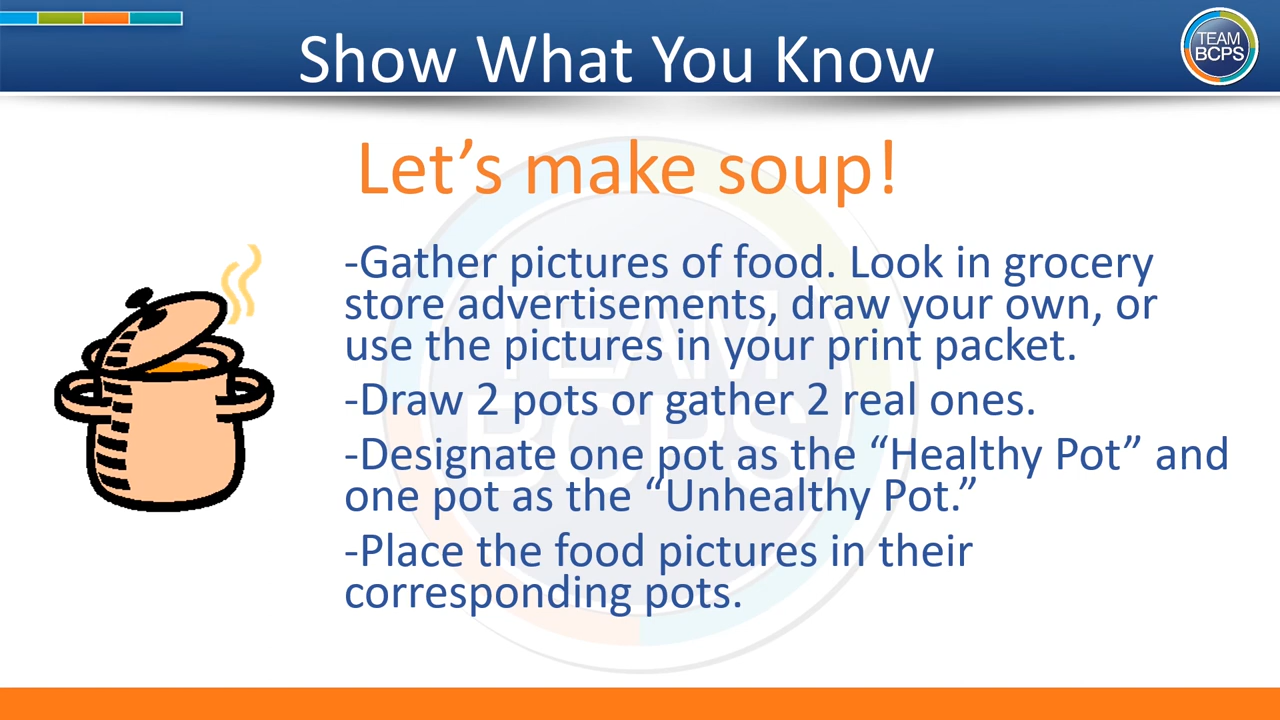 Show What You Know
TEAM
BCPS
Let’s make soup!
-Gather pictures of food. Look in grocery
store advertisements, draw your own, or
use the pictures in your print packet.
-Draw 2 pots or gather 2 real ones.
-Designate one pot as the “Healthy Pot” and
one pot as the “Unhealthy Pot.”
-Place the food pictures in their
corresponding pots.
TEAM
BCPS